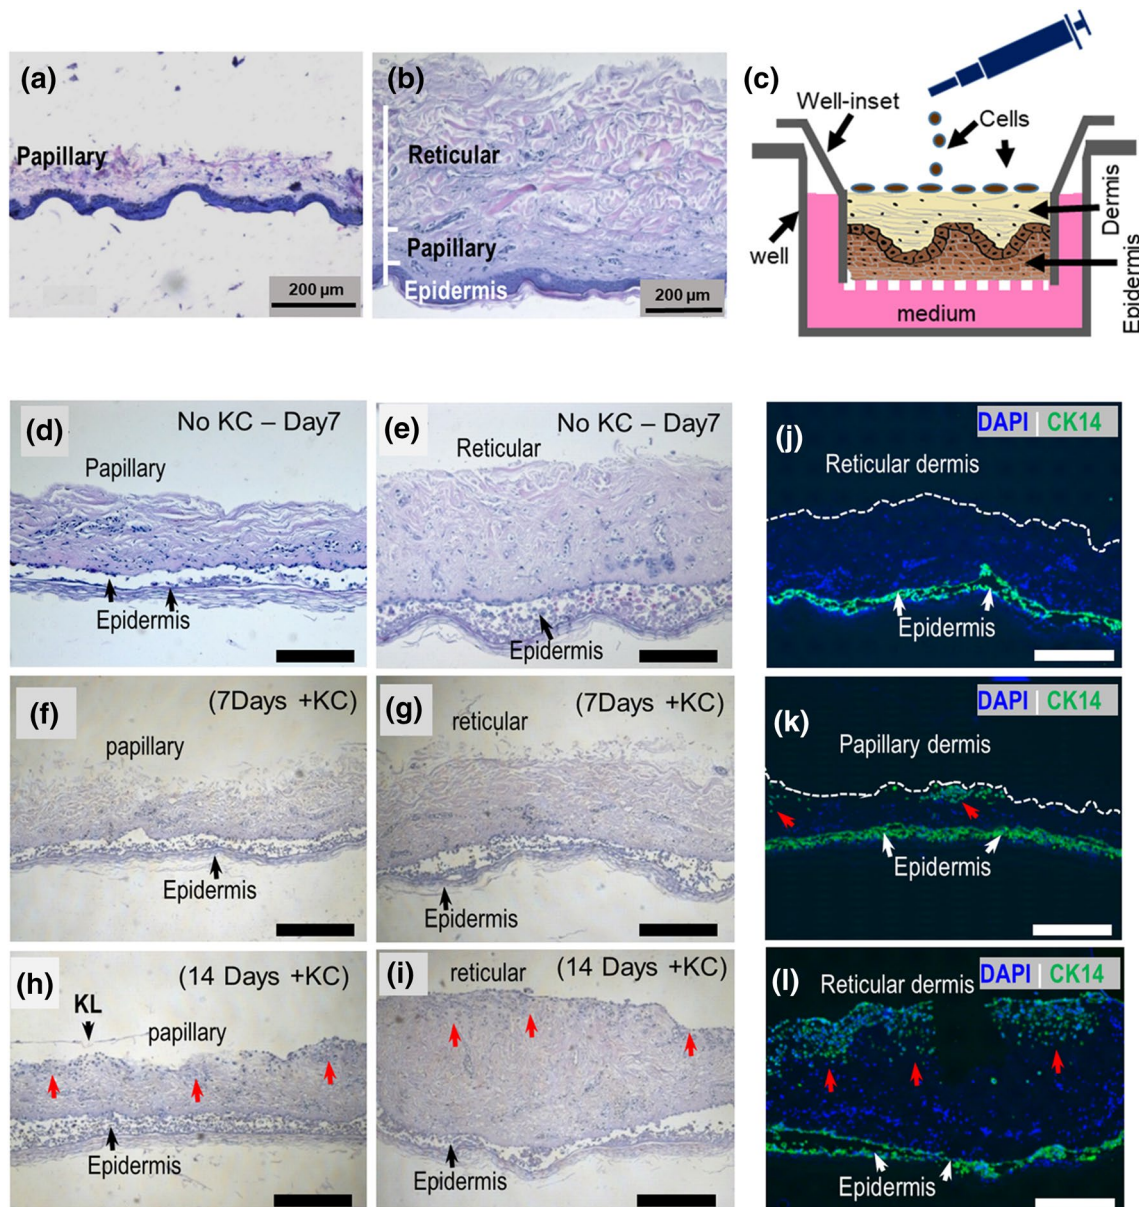 (a)
Papillary
200 µm
(b)
Reticular
Papillary
Epidermis
200 µm
(c)
Well-inset
Cells
well
Dermis
Epidermis
medium
(d)
No KC – Day7
Papillary
Epidermis
(e)
No KC – Day7
Reticular
Epidermis
(j)
DAPI | CK14
Reticular dermis
Epidermis
(f)
(7Days +KC)
papillary
Epidermis
(g)
(7Days +KC)
reticular
Epidermis
(k)
DAPI | CK14
Papillary dermis
Epidermis
(h)
(14 Days +KC)
KL
papillary
Epidermis
(i)
(14 Days +KC)
reticular
Epidermis
(l)
DAPI | CK14
Reticular dermis
Epidermis